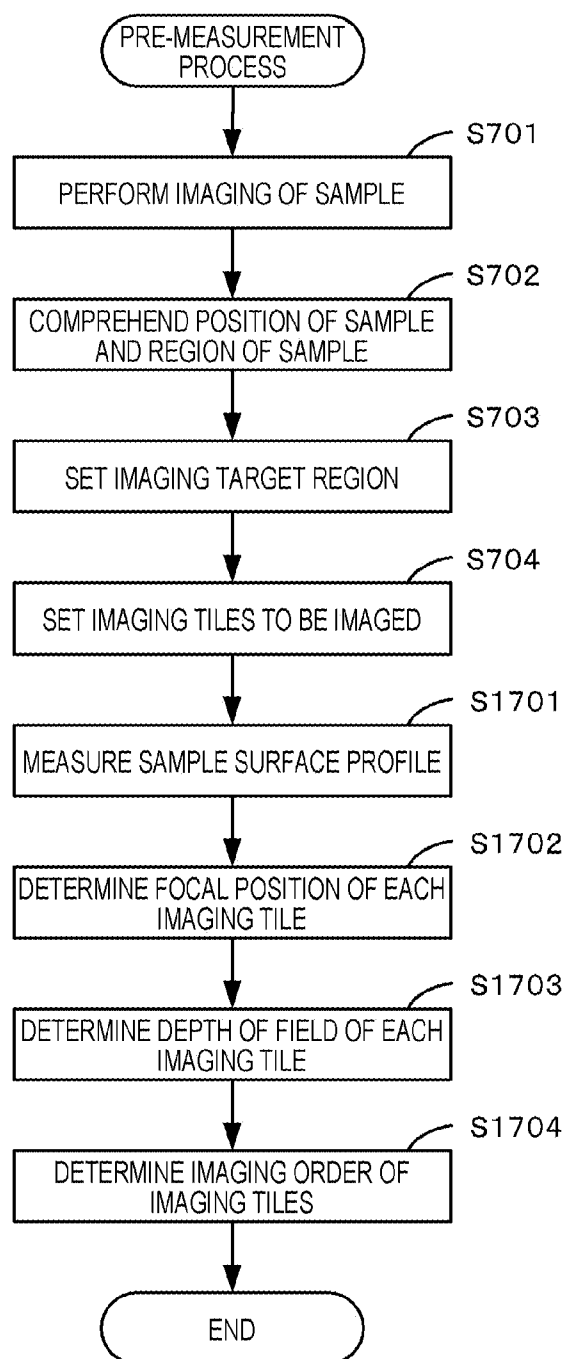 PRE-MEASUREMENT
PROCESS
S701
PERFORM IMAGING OF SAMPLE
S702
COMPREHEND POSITION OF SAMPLE
AND REGION OF SAMPLE
S703
SET IMAGING TARGET REGION
S704
SET IMAGING TILES TO BE IMAGED
S1701
MEASURE SAMPLE SURFACE PROFILE
S1702
DETERMINE FOCAL POSITION OF EACH
IMAGING TILE
S1703
DETERMINE DEPTH OF FIELD OF EACH
IMAGING TILE
S1704
DETERMINE IMAGING ORDER OF
IMAGING TILES
END